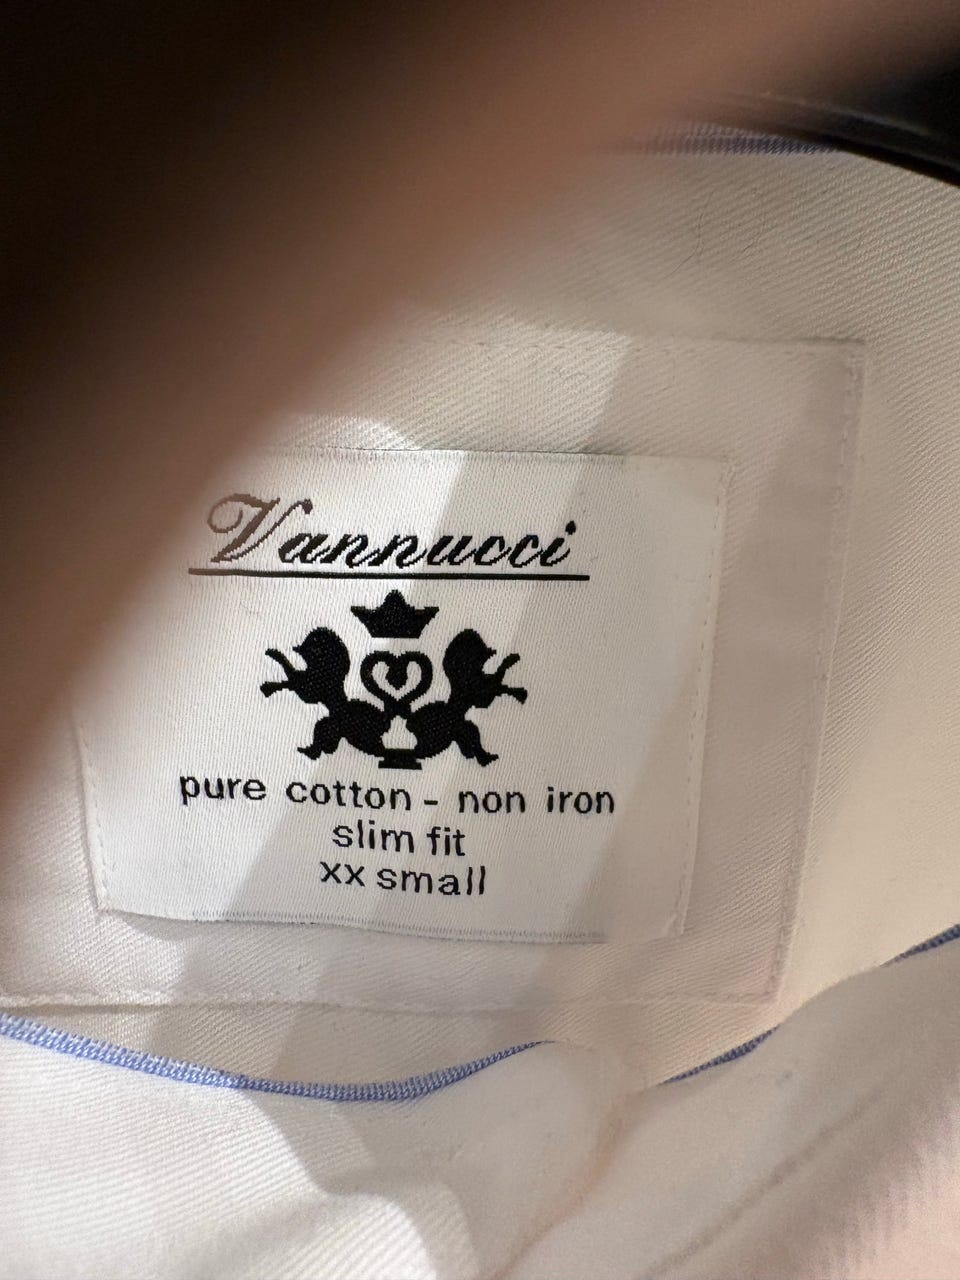 Vannucci
pure cotton - non iron
slim fit
xx small